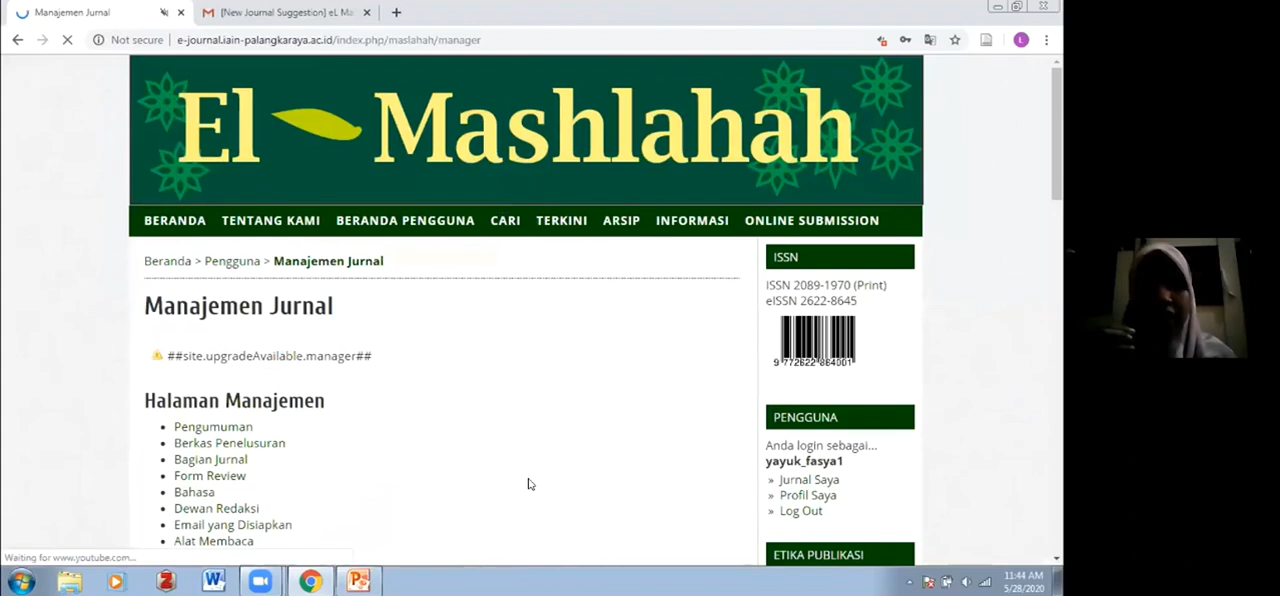 Manajemen Jurnal
[New Journal Suggestion] eL Ma
Not secure | e-journal.iain-palangkaraya.ac.id/index.php/maslahah/manager
El Mashlahah
BERANDA TENTANG KAMI BERANDA PENGGUNA CARI TERKINI ARSIP INFORMASI ONLINE SUBMISSION
Beranda > Pengguna > Manajemen Jurnal
Manajemen Jurnal
##site.upgradeAvailable.manager##
Halaman Manajemen
Pengumuman
Berkas Penelusuran
Bagian Jurnal
Form Review
Bahasa
Dewan Redaksi
Email yang Disiapkan
Alat Membaca
ISSN
ISSN 2089-1970 (Print)
eISSN 2622-8645
9 772622 864001
PENGGUNA
Anda login sebagai...
yayuk_fasya1
» Jurnal Saya
» Profil Saya
» Log Out
ETIKA PUBLIKASI
Waiting for www.youtube.com...
11:44 AM
5/28/2020